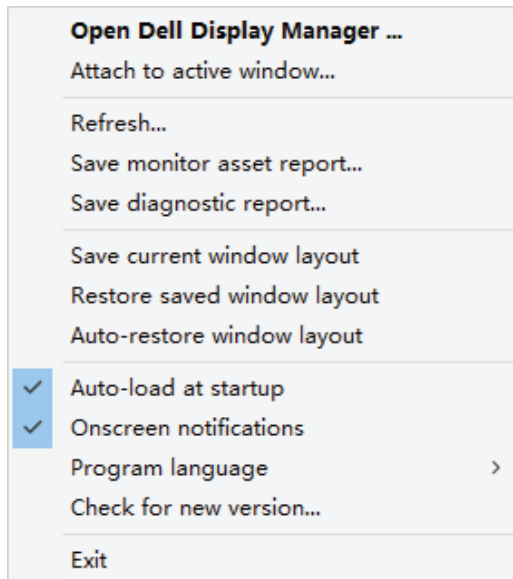 Open Dell Display Manager ...
Attach to active window...
Refresh...
Save monitor asset report...
Save diagnostic report...
Save current window layout
Restore saved window layout
Auto-restore window layout
Auto-load at startup
Onscreen notifications
Program language
Check for new version...
Exit